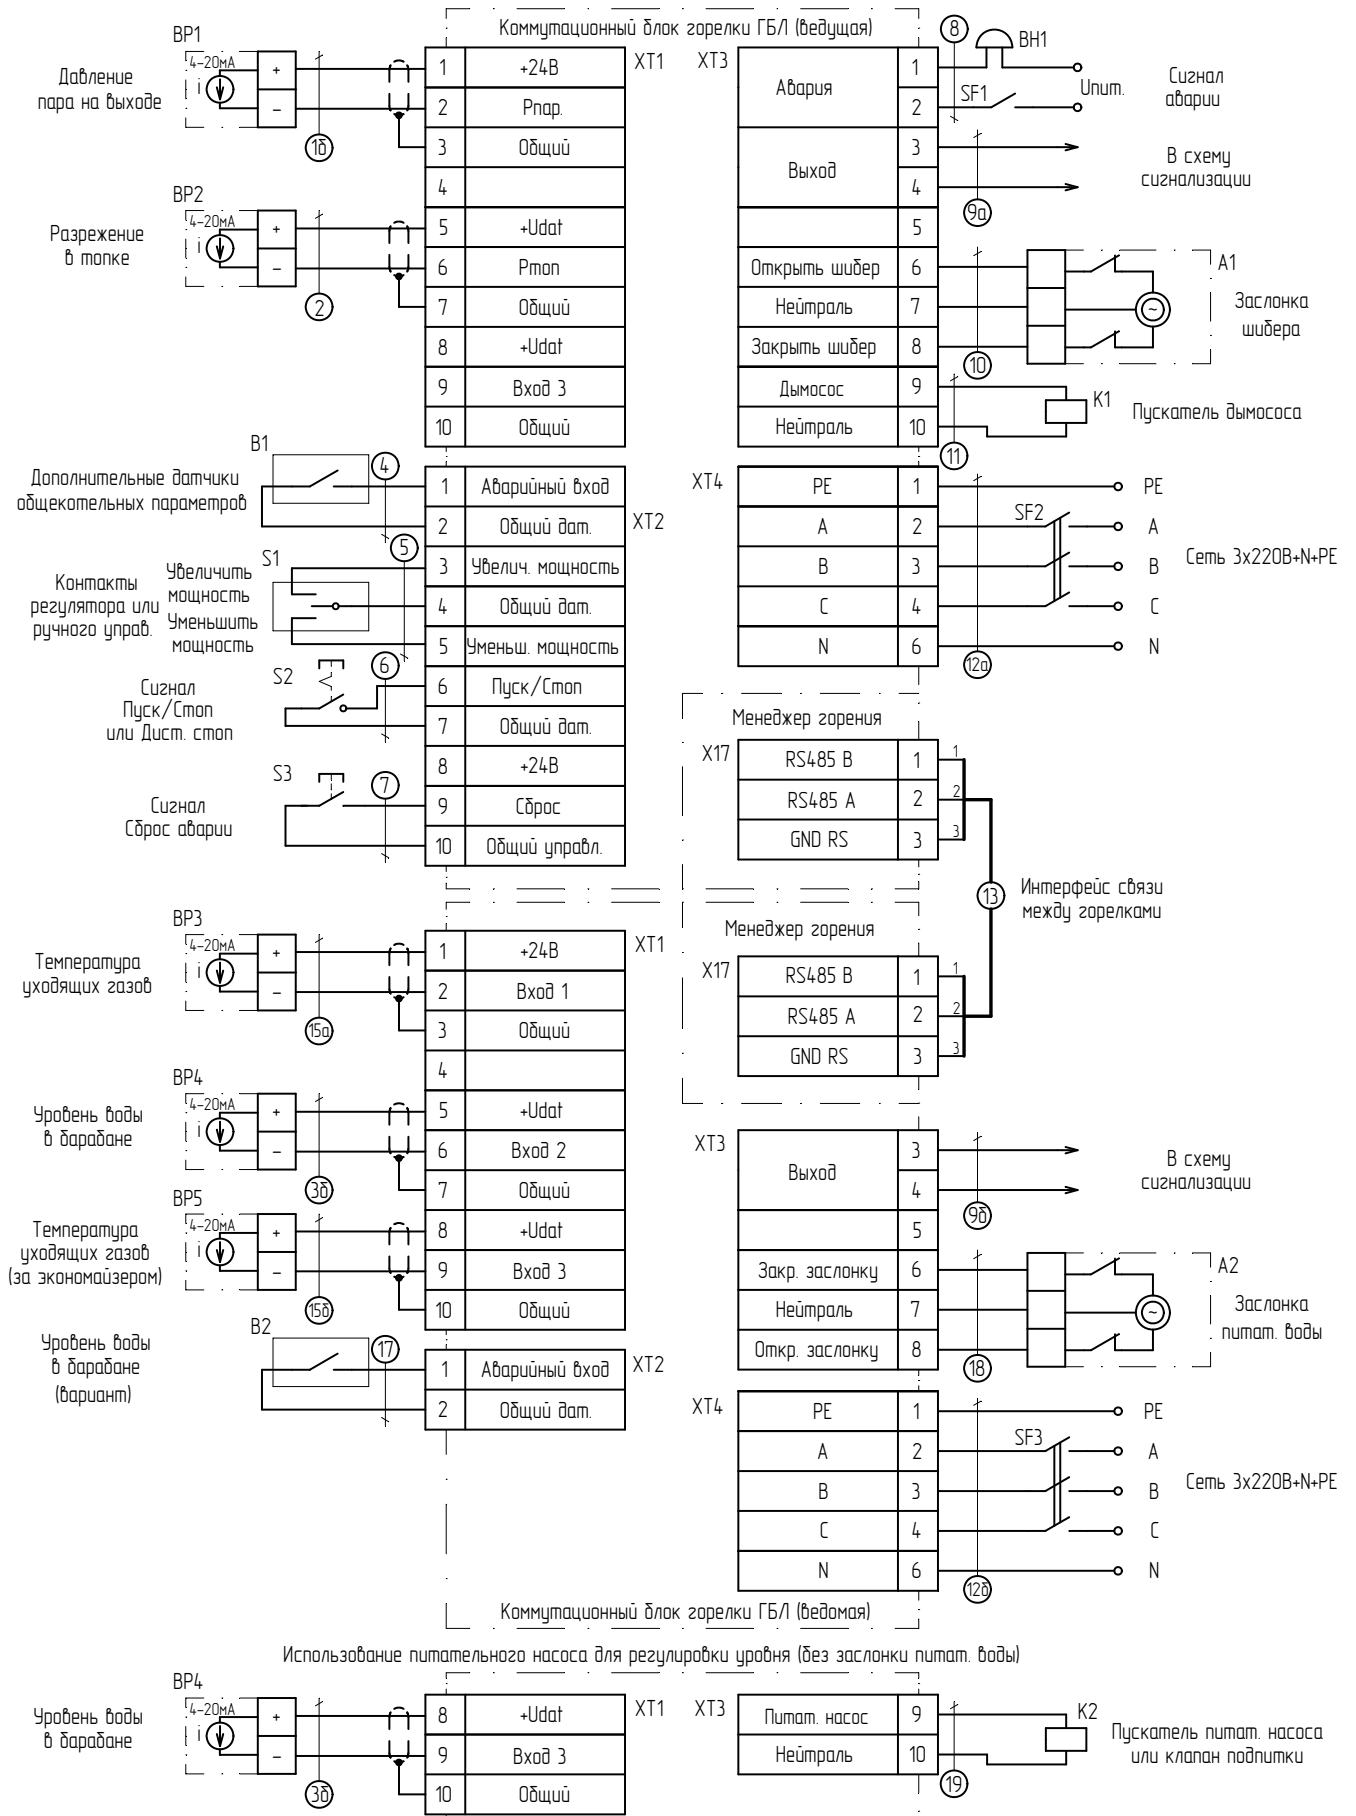 Коммутационный блок горелки ГБЛ (ведущая)
BP1
4-20мА
i
+
−
Давление
пара на выходе
1б
XT1
1 +24В
2 Рпар.
3 Общий
4
5 +Udat
6 Ртоп
7 Общий
8 +Udat
9 Вход 3
10 Общий
BP2
4-20мА
i
+
−
Разрежение
в топке
2
XT3
Авария
1
2
Выход
3
4
5
Открыть шибер 6
Нейтраль 7
Закрыть шибер 8
Дымосос 9
Нейтраль 10
8
BH1
SF1
Uпит.
Сигнал
аварии
9а
В схему
сигнализации
10
A1
~
Заслонка
шибера
11
K1
Пускатель дымососа
B1
4
Дополнительные датчики
общекотельных параметров
XT2
1 Аварийный вход
2 Общий дат.
3 Увелич. мощность
4 Общий дат.
5 Уменьш. мощность
6 Пуск/Стоп
7 Общий дат.
8 +24В
9 Сброс
10 Общий управл.
5
S1
Увеличить
мощность
Уменьшить
мощность
Контакты
регулятора или
ручного управ.
6
S2
Сигнал
Пуск/Стоп
или Дист. стоп
S3
7
Сигнал
Сброс аварии
XT4
PE 1
A 2
B 3
C 4
N 6
SF2
12а
PE
A
B
C
N
Сеть 3х220В+N+PE
Менеджер горения
X17
RS485 B 1
RS485 A 2
GND RS 3
1
2
3
13
Интерфейс связи
между горелками
Менеджер горения
X17
RS485 B 1
RS485 A 2
GND RS 3
1
2
3
BP3
4-20мА
i
+
−
Температура
уходящих газов
15а
XT1
1 +24В
2 Вход 1
3 Общий
4
5 +Udat
6 Вход 2
7 Общий
8 +Udat
9 Вход 3
10 Общий
BP4
4-20мА
i
+
−
Уровень воды
в барабане
3б
BP5
4-20мА
i
+
−
Температура
уходящих газов
(за экономайзером)
15б
B2
17
Уровень воды
в барабане
(вариант)
XT2
1 Аварийный вход
2 Общий дат.
XT3
Выход
3
4
5
Закр. заслонку 6
Нейтраль 7
Откр. заслонку 8
9б
В схему
сигнализации
18
A2
~
Заслонка
питат. воды
XT4
PE 1
A 2
B 3
C 4
N 6
SF3
12б
PE
A
B
C
N
Сеть 3х220В+N+PE
Коммутационный блок горелки ГБЛ (ведомая)
Использование питательного насоса для регулировки уровня (без заслонки питат. воды)
BP4
4-20мА
i
+
−
Уровень воды
в барабане
3б
XT1
8 +Udat
9 Вход 3
10 Общий
XT3
Питат. насос 9
Нейтраль 10
19
K2
Пускатель питат. насоса
или клапан подпитки